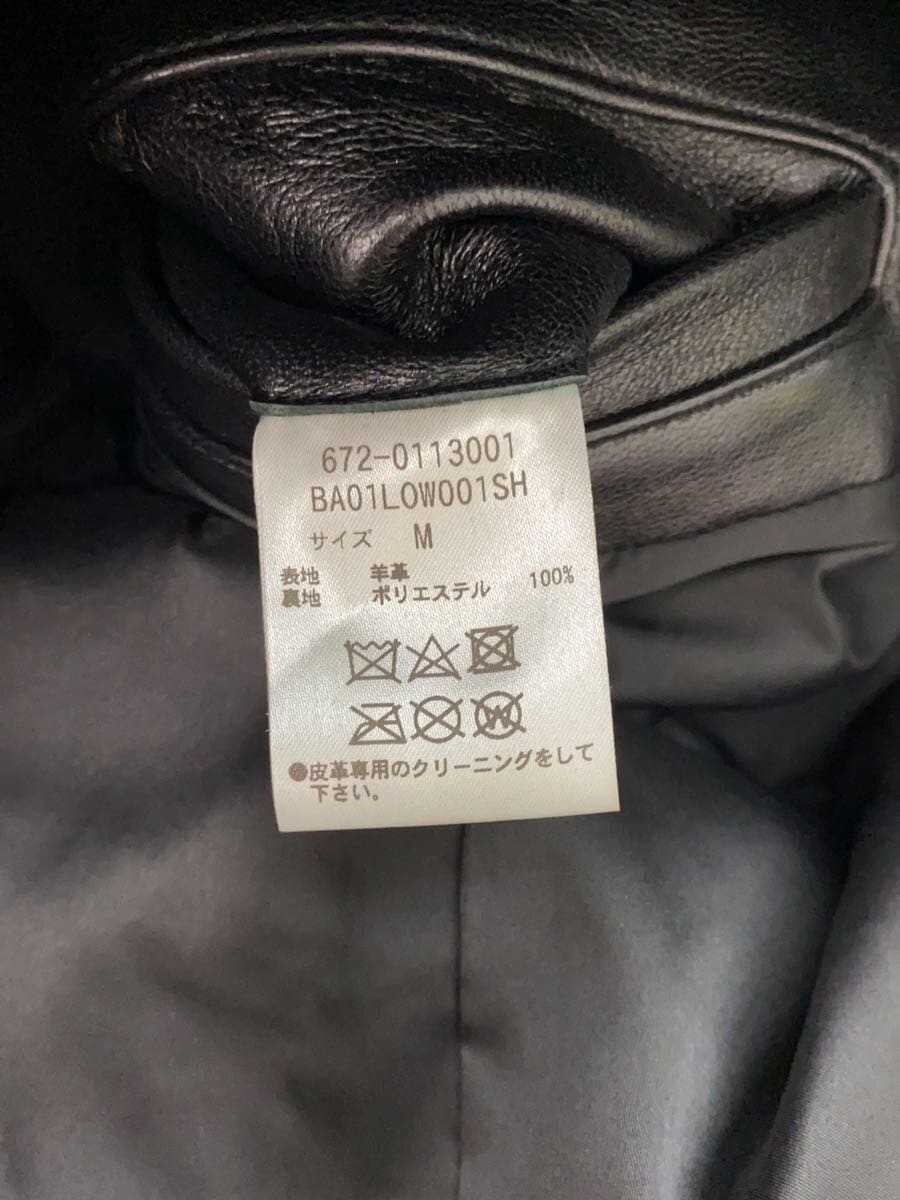 672-0113001
BA01LOW001SH
サイズ M
表地 羊革
裏地 ポリエステル 100%
W
●皮革専用のクリーニングをして
下さい。